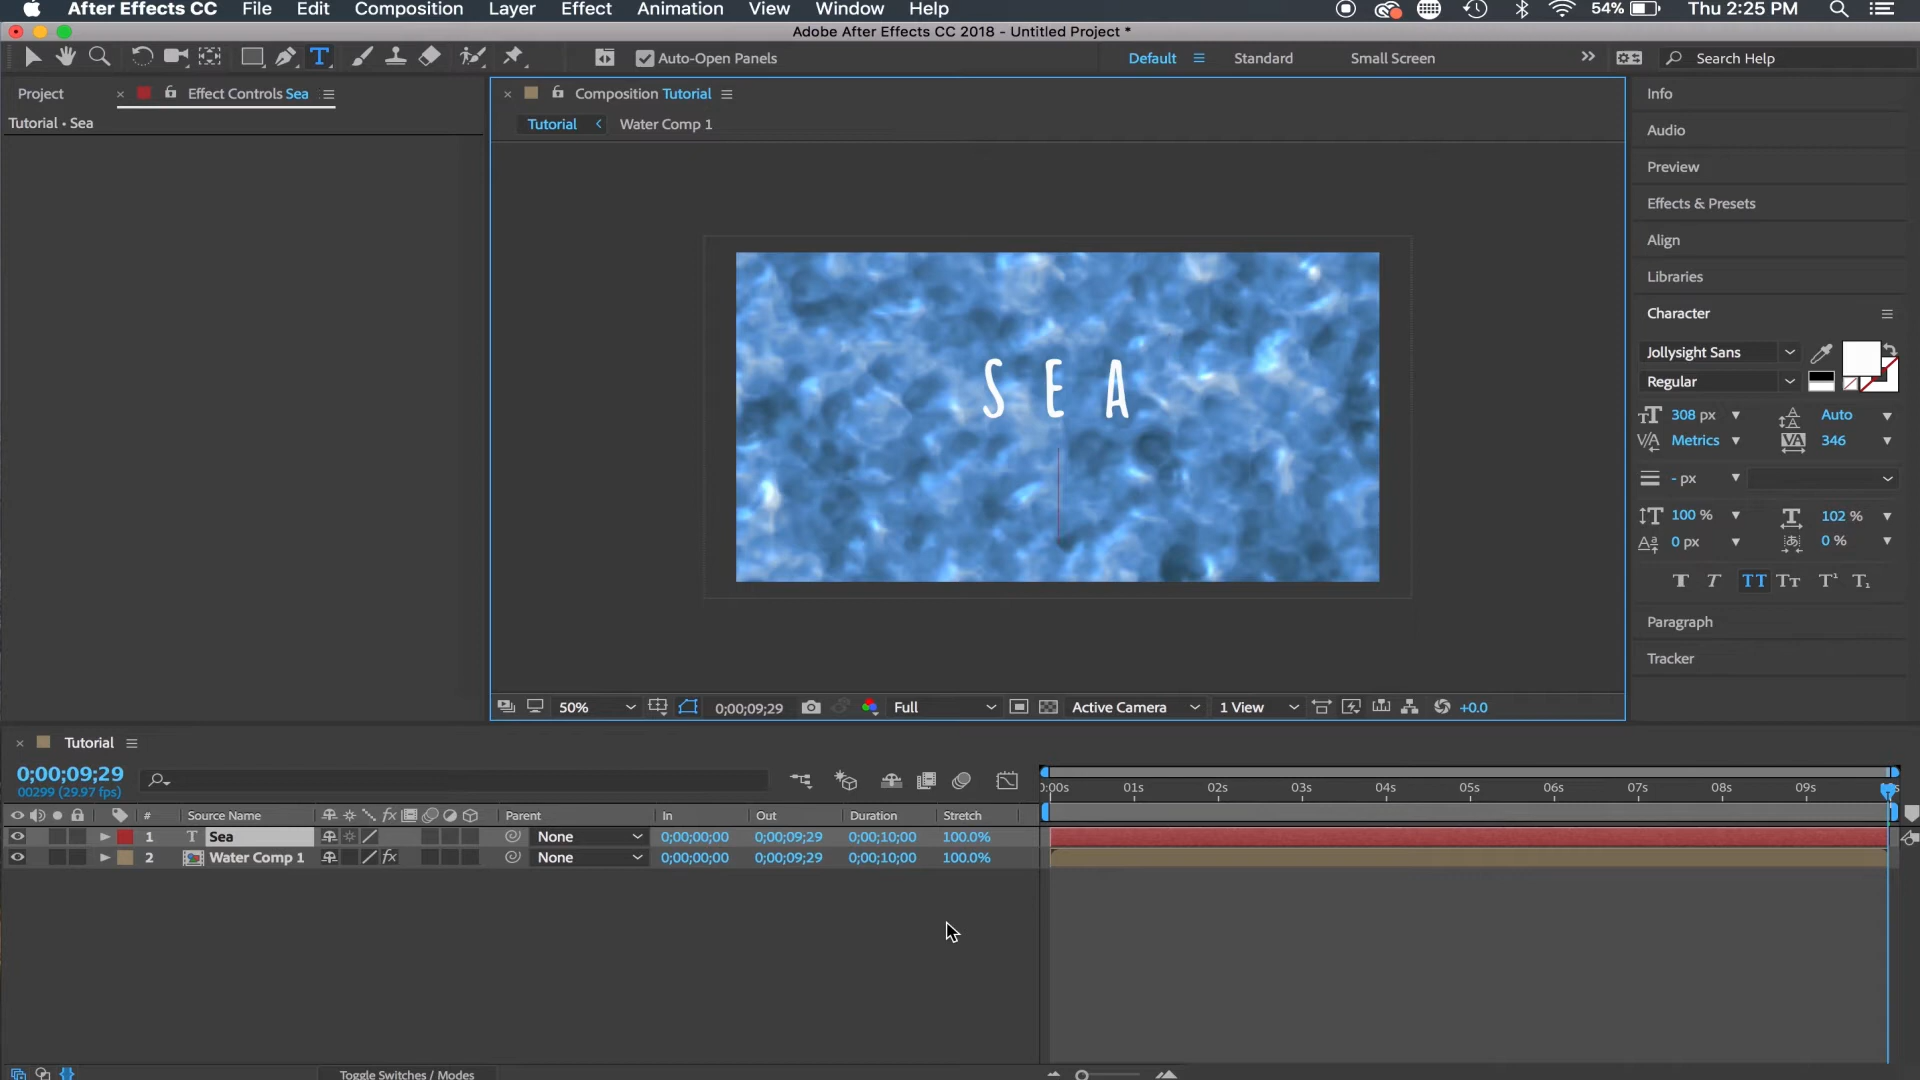 After Effects CC File Edit Composition Layer Effect Animation View Window Help 54% Thu 2:25 PM
Adobe After Effects CC 2018 - Untitled Project *
Auto-Open Panels Default Standard Small Screen Search Help
Project Effect Controls Sea
Tutorial • Sea
Composition Tutorial
Tutorial Water Comp 1
SEA
50% 0;00;09;29 Full Active Camera 1 View +0.0
Info
Audio
Preview
Effects & Presets
Align
Libraries
Character
Jollysight Sans
Regular
308 px Auto
Metrics 346
- px
100 % 102 %
0 px 0 %
T T TT Tt T¹ T₁
Paragraph
Tracker
Tutorial
0;00;09;29
00299 (29.97 fps)
# Source Name fx Parent In Out Duration Stretch
1 T Sea None 0;00;00;00 0;00;09;29 0;00;10;00 100.0%
2 Water Comp 1 fx None 0;00;00;00 0;00;09;29 0;00;10;00 100.0%
01s 02s 03s 04s 05s 06s 07s 08s 09s
Toggle Switches / Modes